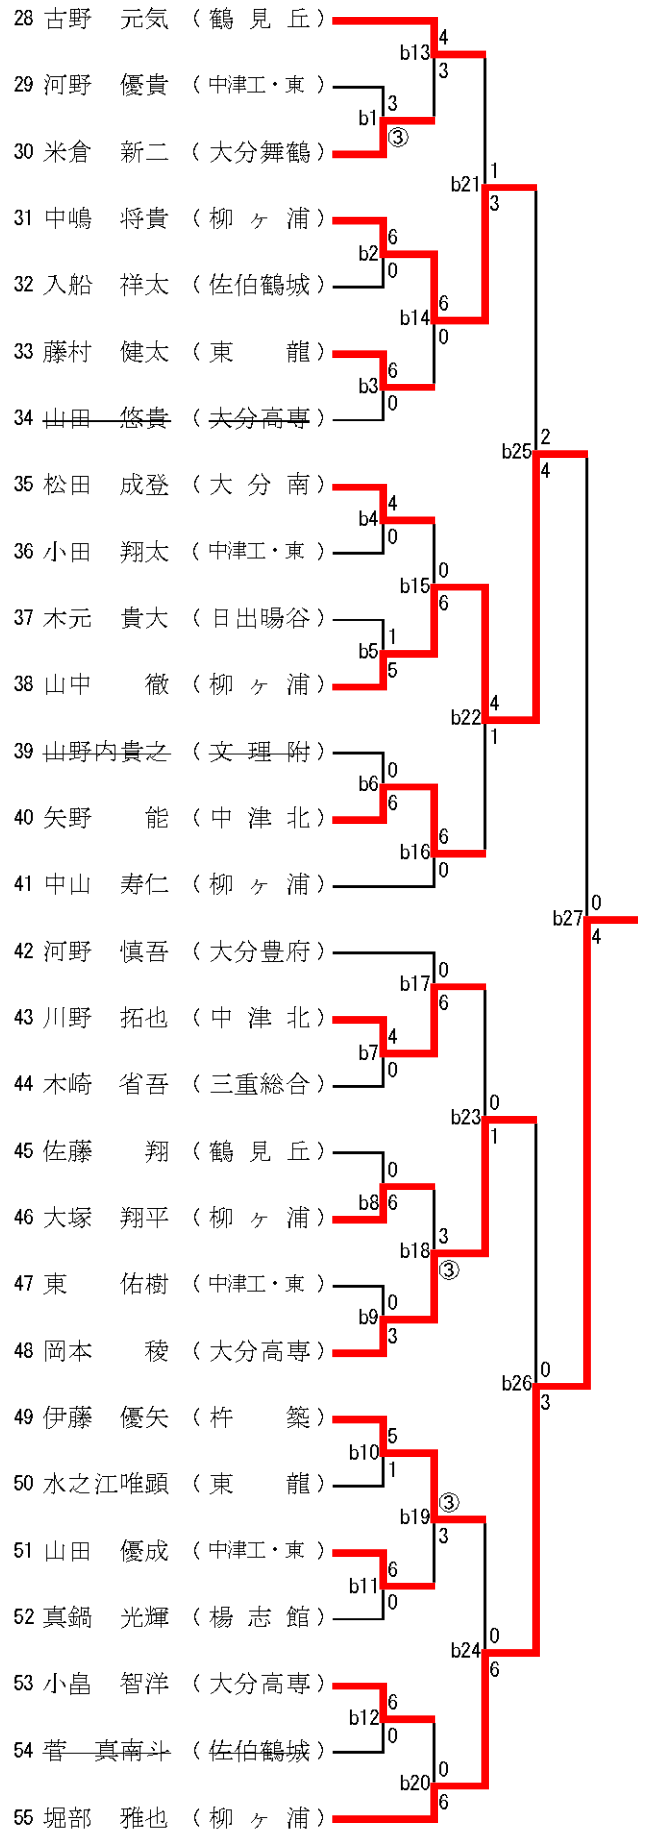 28 古野　元気 （鶴 見 丘）
4
b13
3
29 河野　優貴 （中津工・東）
3
b1
③
30 米倉　新二 （大分舞鶴）
1
b21
3
31 中嶋　将貴 （柳 ヶ 浦）
6
b2
0
32 入船　祥太 （佐伯鶴城）
6
b14
0
33 藤村　健太 （東　　龍）
6
b3
0
34 山田　悠貴 （大分高専）
2
b25
4
35 松田　成登 （大 分 南）
4
b4
0
36 小田　翔太 （中津工・東）
0
b15
6
37 木元　貴大 （日出暘谷）
1
b5
5
38 山中　　徹 （柳 ヶ 浦）
4
b22
1
39 山野内貴之 （文 理 附）
0
b6
6
40 矢野　　能 （中 津 北）
6
b16
0
41 中山　寿仁 （柳 ヶ 浦）
0
b27
4
42 河野　慎吾 （大分豊府）
0
b17
6
43 川野　拓也 （中 津 北）
4
b7
0
44 木崎　省吾 （三重総合）
0
b23
1
45 佐藤　　翔 （鶴 見 丘）
0
b8
6
46 大塚　翔平 （柳 ヶ 浦）
3
b18
③
47 東　　佑樹 （中津工・東）
0
b9
3
48 岡本　　稜 （大分高専）
0
b26
3
49 伊藤　優矢 （杵　　築）
5
b10
1
50 水之江唯顕 （東　　龍）
③
b19
3
51 山田　優成 （中津工・東）
6
b11
0
52 真鍋　光輝 （楊 志 館）
0
b24
6
53 小畠　智洋 （大分高専）
6
b12
0
54 菅　真南斗 （佐伯鶴城）
0
b20
6
55 堀部　雅也 （柳 ヶ 浦）